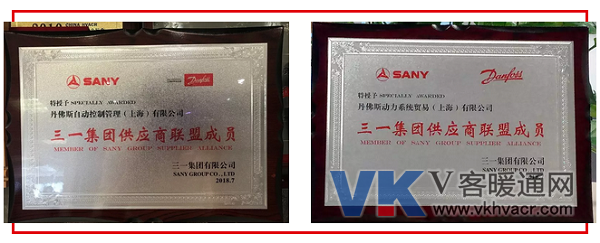 SANY
Danfoss
特授予 SPECIALLY AWARDED
丹佛斯自动控制管理（上海）有限公司
三一集团供应商联盟成员
MEMBER OF SANY GROUP SUPPLIER ALLIANCE
三一集团有限公司
SANY GROUP CO., LTD
2018.7
SANY
Danfoss
特授予 SPECIALLY AWARDED
丹佛斯动力系统贸易（上海）有限公司
三一集团供应商联盟成员
MEMBER OF SANY GROUP SUPPLIER ALLIANCE
三一集团有限公司
SANY GROUP CO., LTD
VK V客暖通网
www.vkhvacr.com